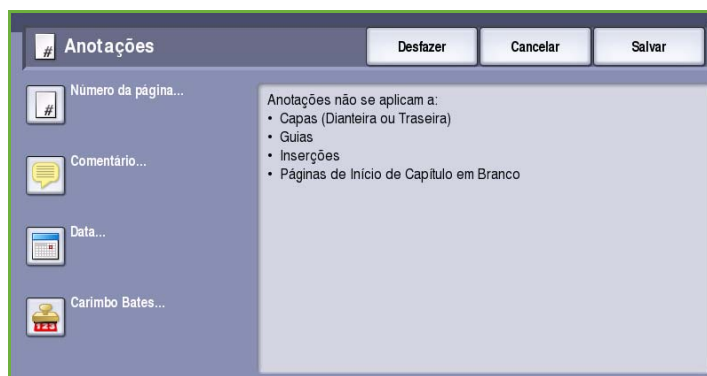 # Anotações
Desfazer
Cancelar
Salvar
# Número da página...
Comentário...
Data...
123 Carimbo Bates...
Anotações não se aplicam a:
• Capas (Dianteira ou Traseira)
• Guias
• Inserções
• Páginas de Início de Capítulo em Branco